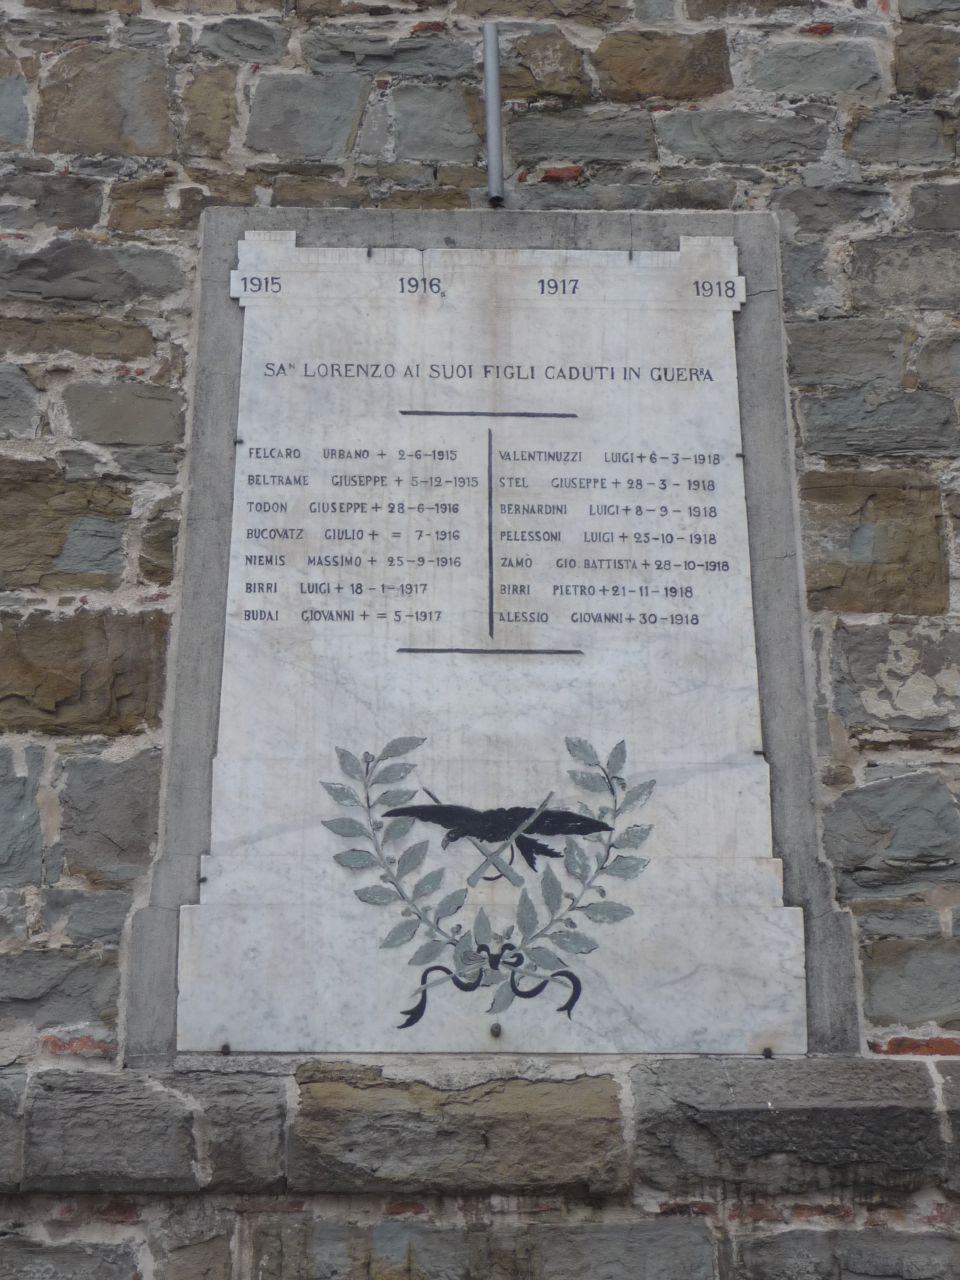 1915 1916 1917 1918
SAN LORENZO AI SUOI FIGLI CADUTI IN GUERRA
FELCARO URBANO + 2-6-1915
BELTRAME GIUSEPPE + 5-12-1915
TODON GIUSEPPE + 28-6-1916
BUCOVATZ GIULIO + = -7-1916
NEMIS MASSIMO + 25-9-1916
BIRRI LUIGI + 18-1-1917
BUDAI GIOVANNI + = 5-1917
VALENTINUZZI LUIGI + 6-3-1918
STEL GIUSEPPE + 28-3-1918
BERNARDINI LUIGI + 8-9-1918
PELESSON LUIGI + 25-10-1918
ZAMÒ GIO. BATTISTA + 28-10-1918
BIRRI PIETRO + 21-11-1918
ALESSIO GIOVANNI + 30-1918